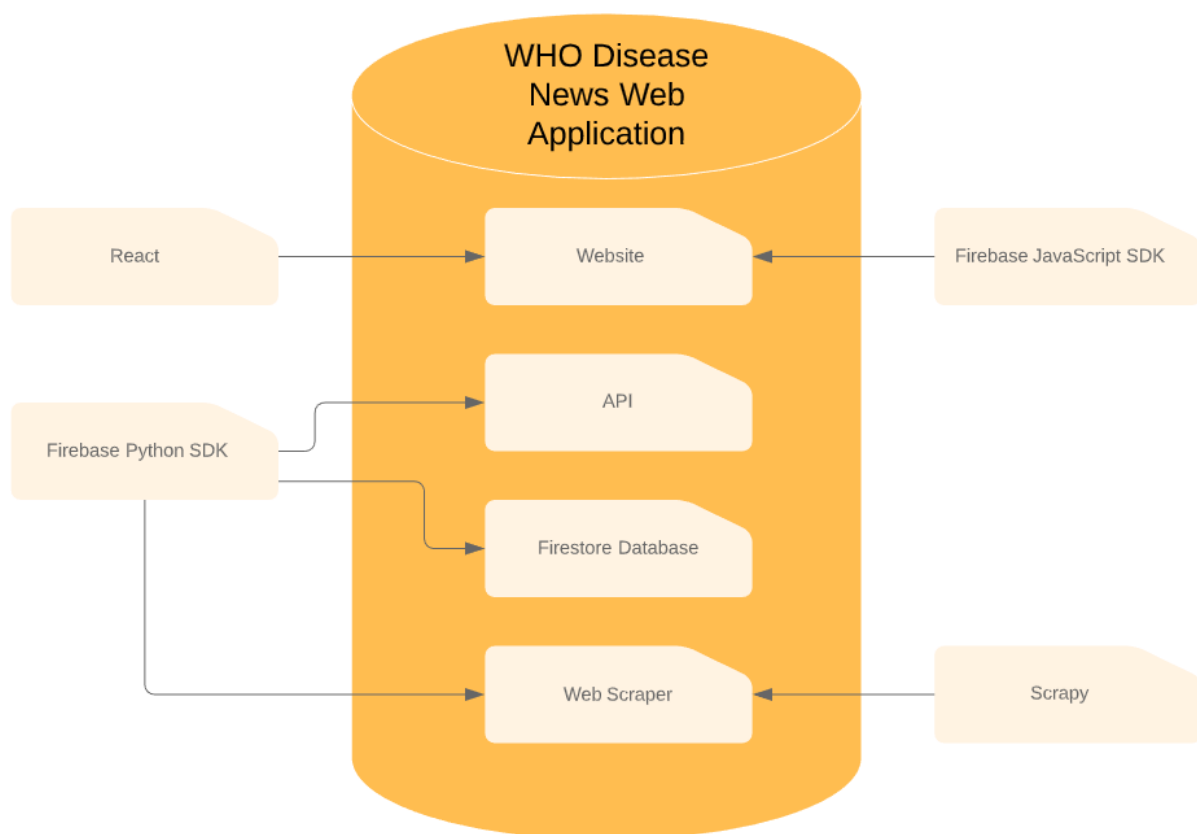 WHO Disease
News Web
Application
React
Website
Firebase JavaScript SDK
API
Firebase Python SDK
Firestore Database
Web Scraper
Scrapy